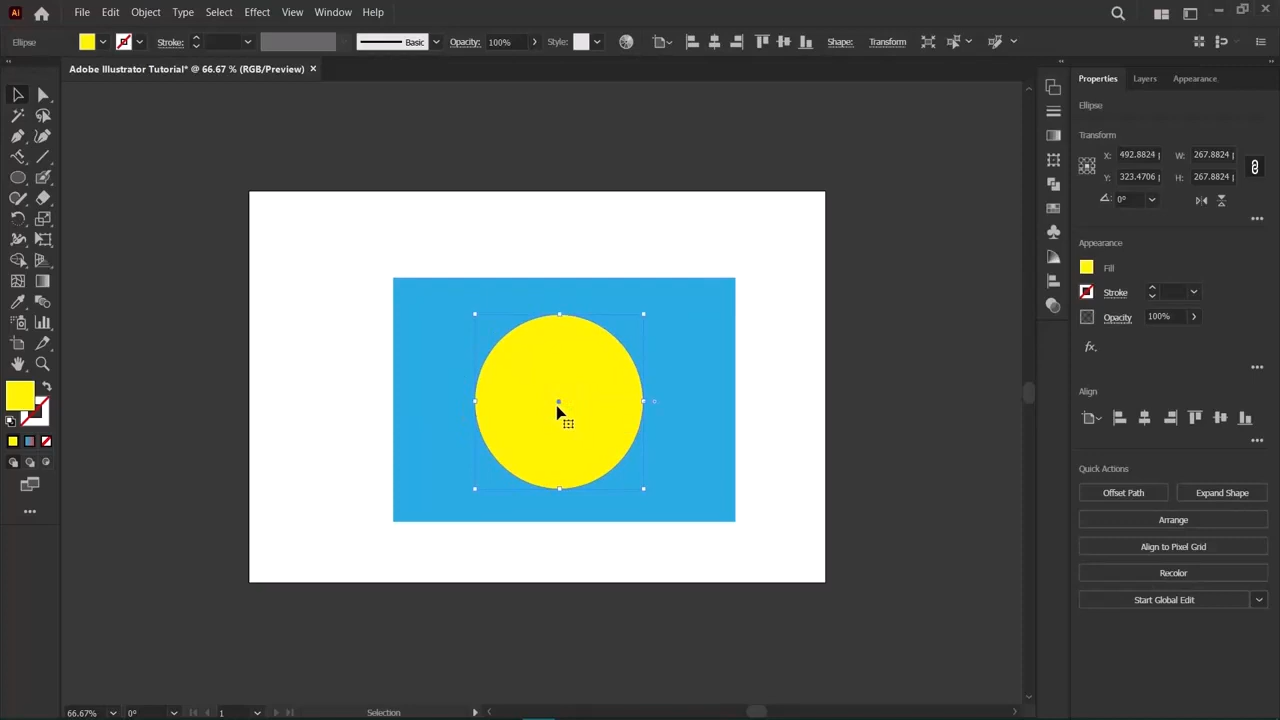 Ai File Edit Object Type Select Effect View Window Help
Ellipse Stroke: Basic Opacity: 100% Style: Shape Transform
Adobe Illustrator Tutorial* @ 66.67 % (RGB/Preview) ×
Properties Layers Appearance
Ellipse
Transform
X: 492.8824 p W: 267.8824 p
Y: 323.4706 p H: 267.8824 p
0°
Appearance
Fill
Stroke
Opacity 100%
fx.
Align
Quick Actions
Offset Path Expand Shape
Arrange
Align to Pixel Grid
Recolor
Start Global Edit
66.67% 0° 1 Selection